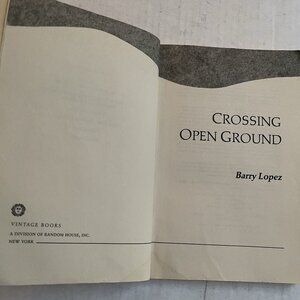 CROSSING
OPEN GROUND
Barry Lopez
VINTAGE BOOKS
A DIVISION OF RANDOM HOUSE, INC.
NEW YORK